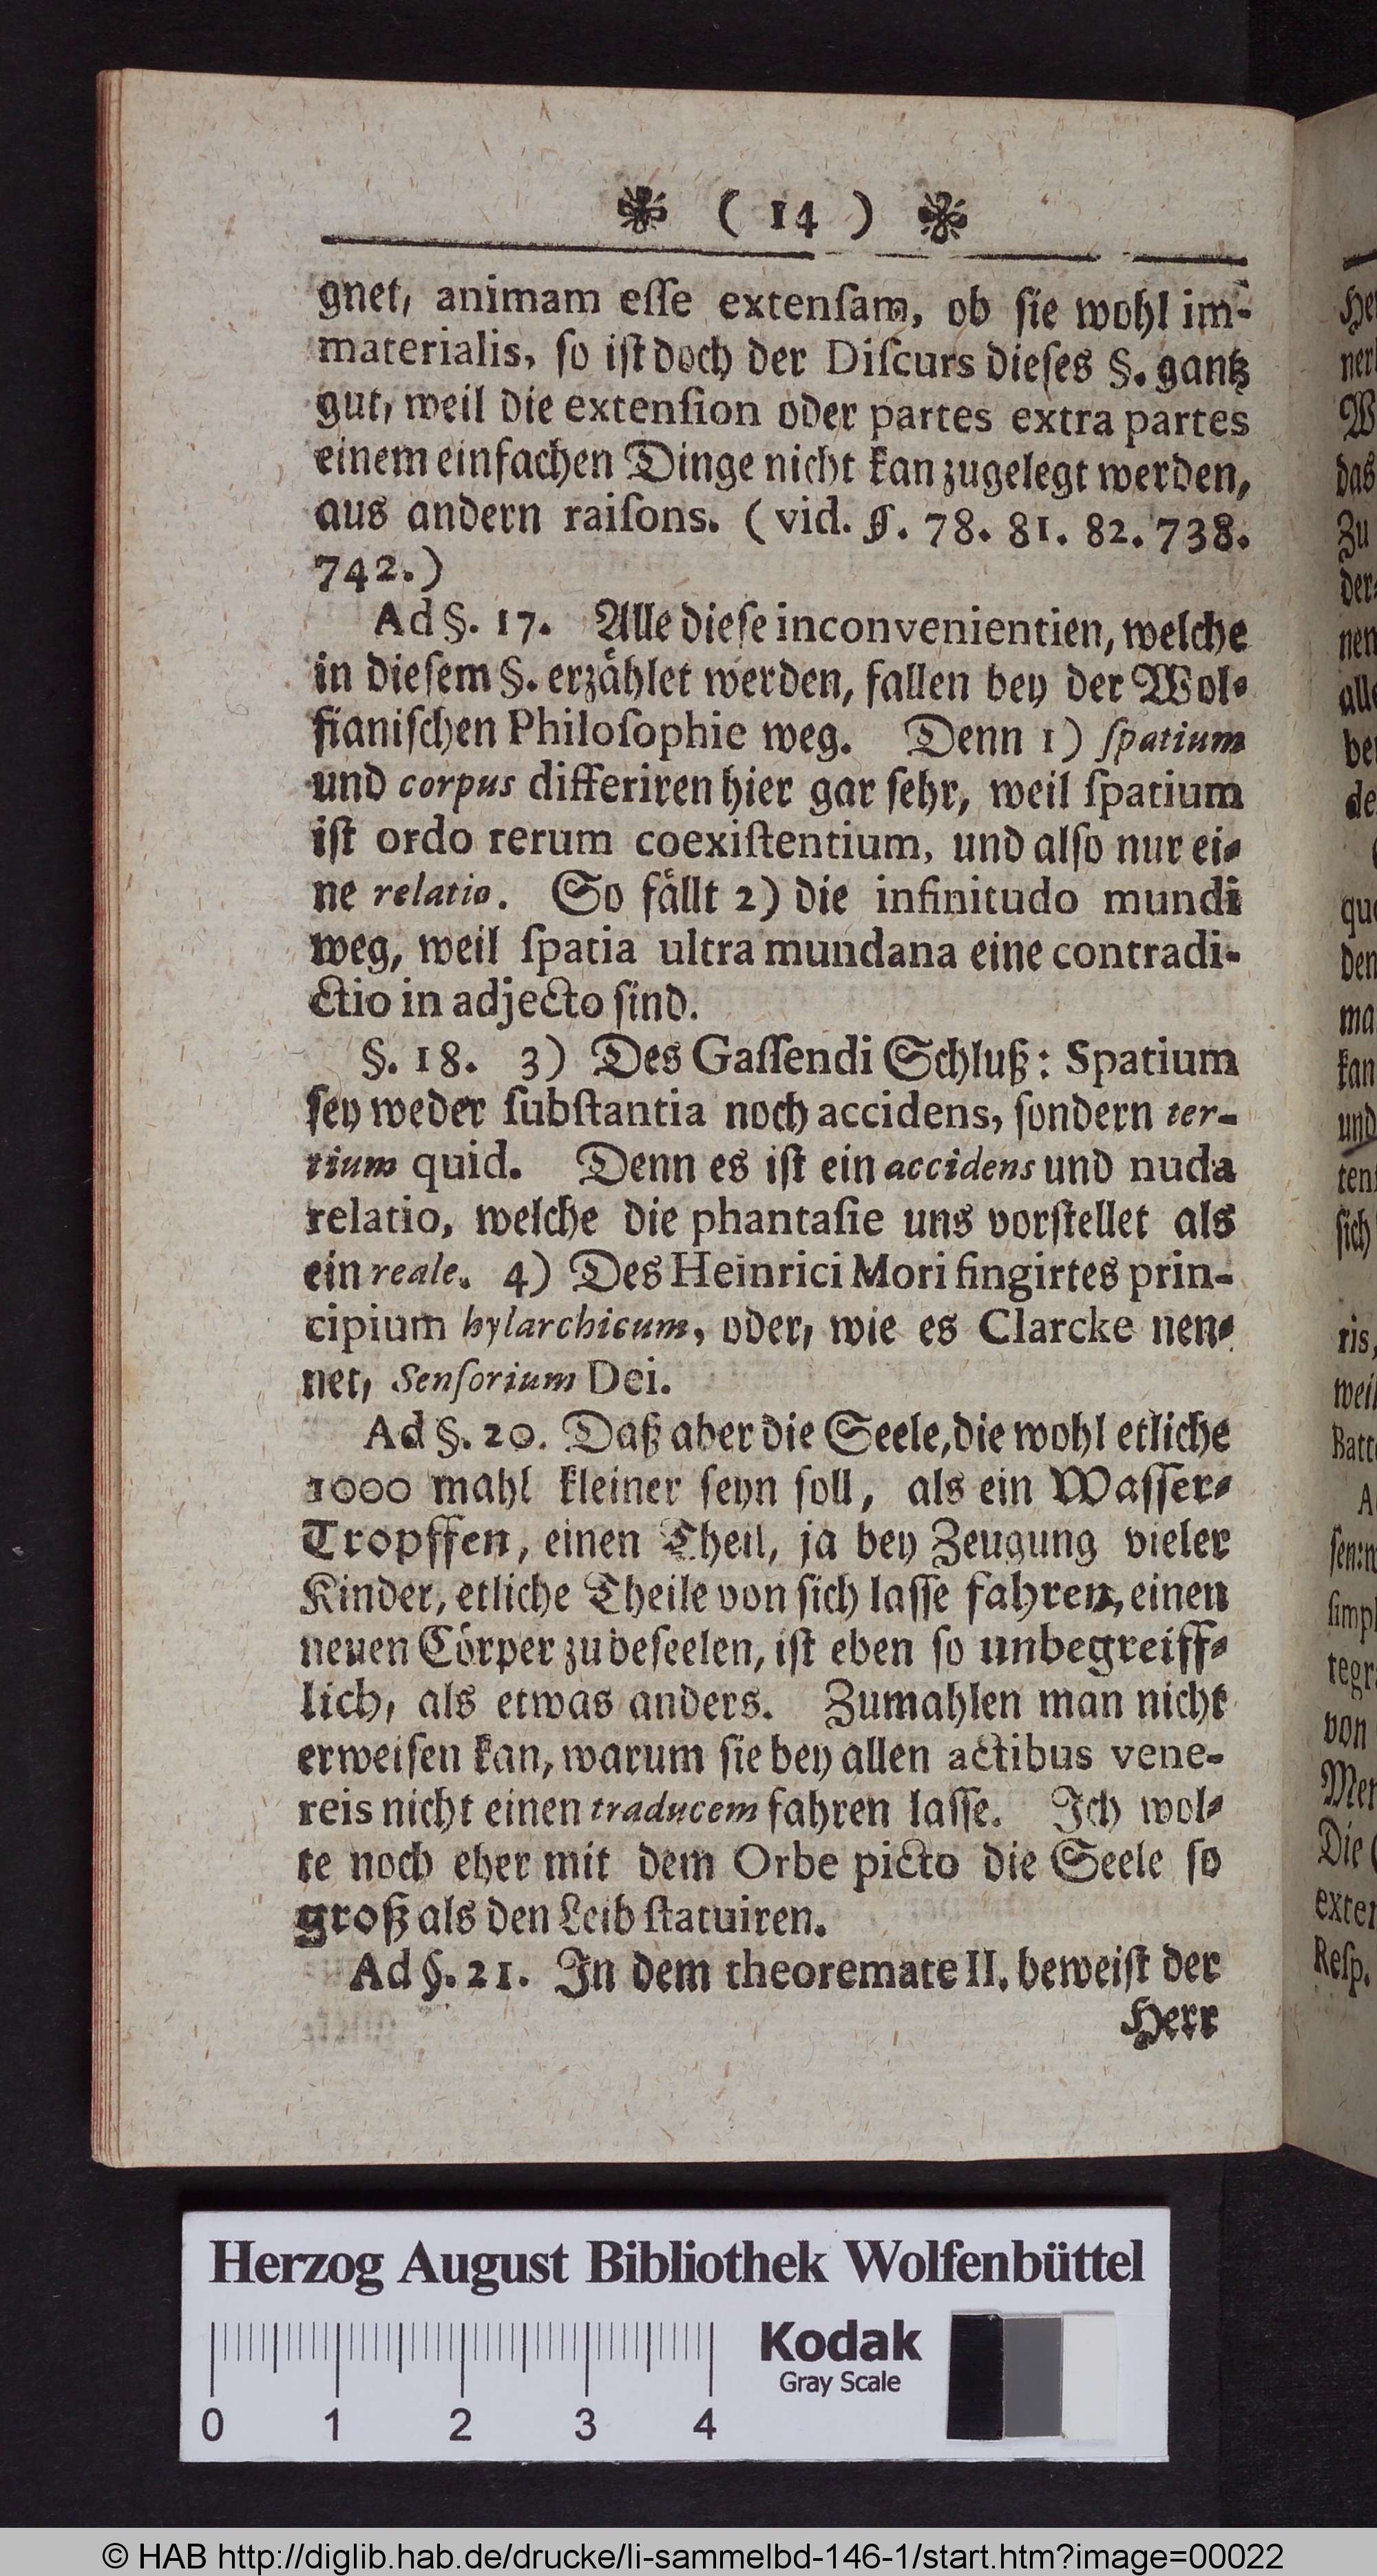 ( 14 )
gnet, animam eſſe extenſam, ob ſie wohl im-
materialis, ſo iſt doch der Diſcurs dieſes §. gantz
gut, weil die extenſion oder partes extra partes
einem einfachen Dinge nicht kan zugelegt werden,
aus andern raiſons. (vid. §. 78. 81. 82. 738.
742.)
Ad §. 17. Alle dieſe inconvenientien, welche
in dieſem §. erzaͤhlet werden, fallen bey der Wol-
fianiſchen Philoſophie weg. Denn 1) ſpatium
und corpus differiren hier gar ſehr, weil ſpatium
iſt ordo rerum coexiſtentium, und alſo nur ei-
ne relatio. So faͤllt 2) die infinitudo mundi
weg, weil ſpatia ultra mundana eine contradi-
ctio in adjecto ſind.
§. 18. 3) Des Gaſſendi Schluß: Spatium
ſey weder ſubſtantia noch accidens, ſondern ter-
tium quid. Denn es iſt ein accidens und nuda
relatio, welche die phantaſie uns vorſtellet als
ein reale. 4) Des Heinrici Mori fingirtes prin-
cipium hylarchicum, oder, wie es Clarcke nen-
net, Senſorium Dei.
Ad §. 20. Daß aber die Seele, die wohl etliche
1000 mahl kleiner ſeyn ſoll, als ein Waſſer-
Tropffen, einen Theil, ja bey Zeugung vieler
Kinder, etliche Theile von ſich laſſe fahren, einen
neuen Coͤrper zu beſeelen, iſt eben ſo unbegreiff-
lich, als etwas anders. Zumahlen man nicht
erweiſen kan, warum ſie bey allen actibus vene-
reis nicht einen traducem fahren laſſe. Ich wol-
te noch eher mit dem Orbe picto die Seele ſo
groß als den Leib ſtatuiren.
Ad §. 21. In dem theoremate II. beweiſt der
Herr
Herzog August Bibliothek Wolfenbüttel
Kodak
Gray Scale
0 1 2 3 4
© HAB http://diglib.hab.de/drucke/li-sammelbd-146-1/start.htm?image=00022